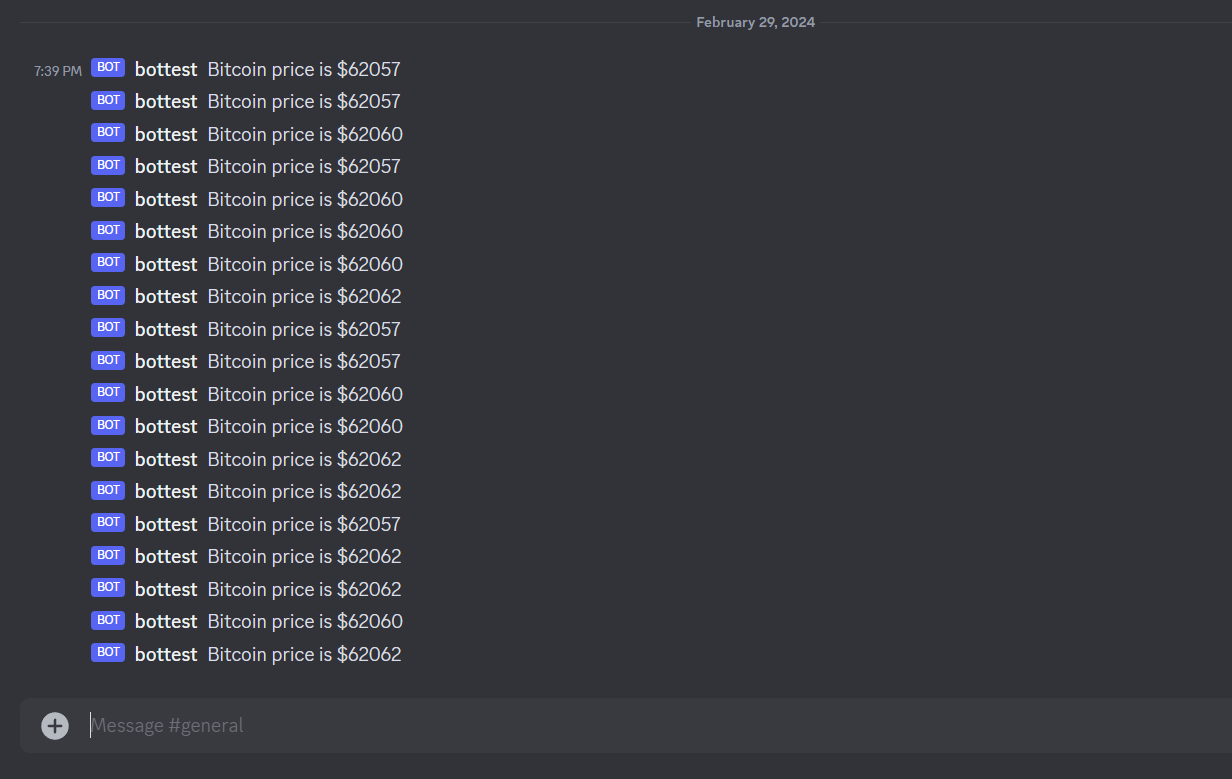 February 29, 2024
7:39 PM BOT bottest Bitcoin price is $62057
BOT bottest Bitcoin price is $62057
BOT bottest Bitcoin price is $62060
BOT bottest Bitcoin price is $62057
BOT bottest Bitcoin price is $62060
BOT bottest Bitcoin price is $62060
BOT bottest Bitcoin price is $62060
BOT bottest Bitcoin price is $62062
BOT bottest Bitcoin price is $62057
BOT bottest Bitcoin price is $62057
BOT bottest Bitcoin price is $62060
BOT bottest Bitcoin price is $62060
BOT bottest Bitcoin price is $62062
BOT bottest Bitcoin price is $62062
BOT bottest Bitcoin price is $62057
BOT bottest Bitcoin price is $62062
BOT bottest Bitcoin price is $62062
BOT bottest Bitcoin price is $62060
BOT bottest Bitcoin price is $62062
Message #general